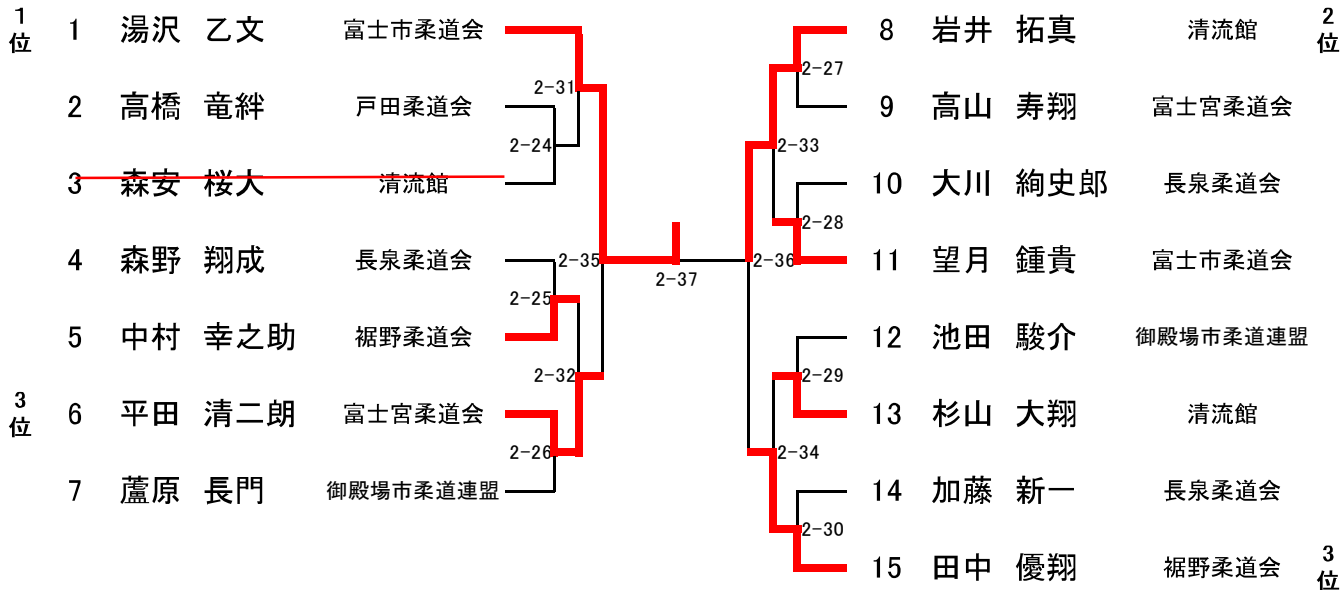 1位 1 湯沢 乙文 富士市柔道会
2 高橋 竜絆 戸田柔道会
3 森安 桜大 清流館
4 森野 翔成 長泉柔道会
5 中村 幸之助 裾野柔道会
3位 6 平田 清二朗 富士宮柔道会
7 蘆原 長門 御殿場市柔道連盟
2-31
2-24
2-35
2-25
2-32
2-26
2-37
2-27
2-33
2-28
2-36
2-29
2-34
2-30
8 岩井 拓真 清流館 2位
9 高山 寿翔 富士宮柔道会
10 大川 絢史郎 長泉柔道会
11 望月 鍾貴 富士市柔道会
12 池田 駿介 御殿場市柔道連盟
13 杉山 大翔 清流館
14 加藤 新一 長泉柔道会
15 田中 優翔 裾野柔道会 3位